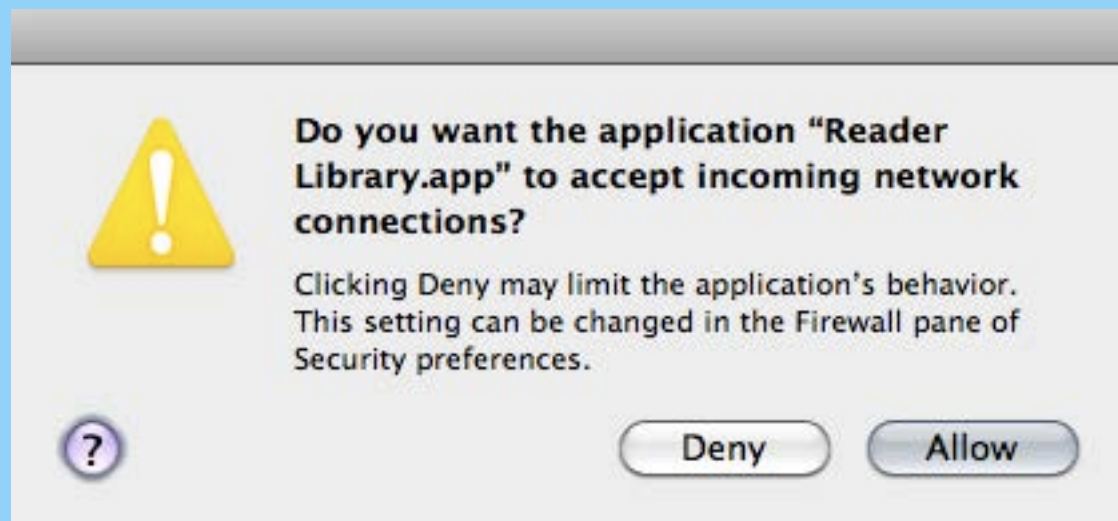 Do you want the application “Reader
Library.app” to accept incoming network
connections?
Clicking Deny may limit the application’s behavior.
This setting can be changed in the Firewall pane of
Security preferences.
?
Deny
Allow